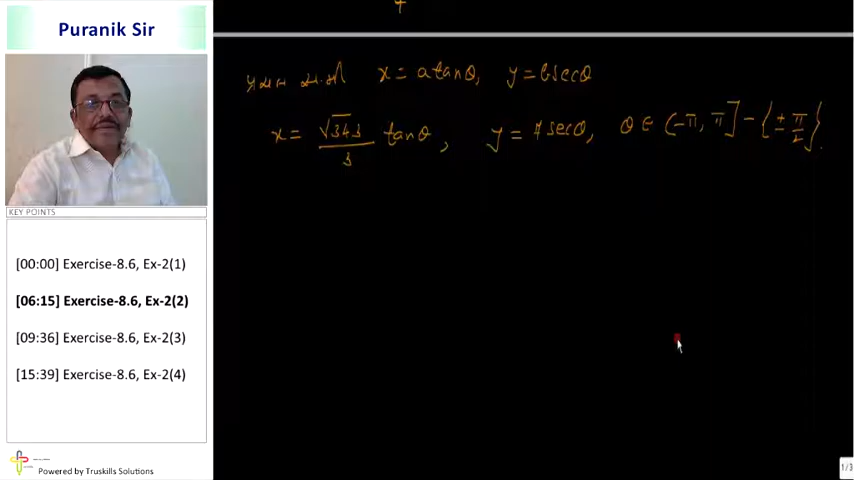 Puranik Sir
KEY POINTS
[00:00] Exercise-8.6, Ex-2(1)
[06:15] Exercise-8.6, Ex-2(2)
[09:36] Exercise-8.6, Ex-2(3)
[15:39] Exercise-8.6, Ex-2(4)
Powered by Truskills Solutions
x = a tanθ, y = b secθ
x = √343/3 tanθ, y = 7 secθ, θ ∈ (-π, π] - {± π/2}.
1/3